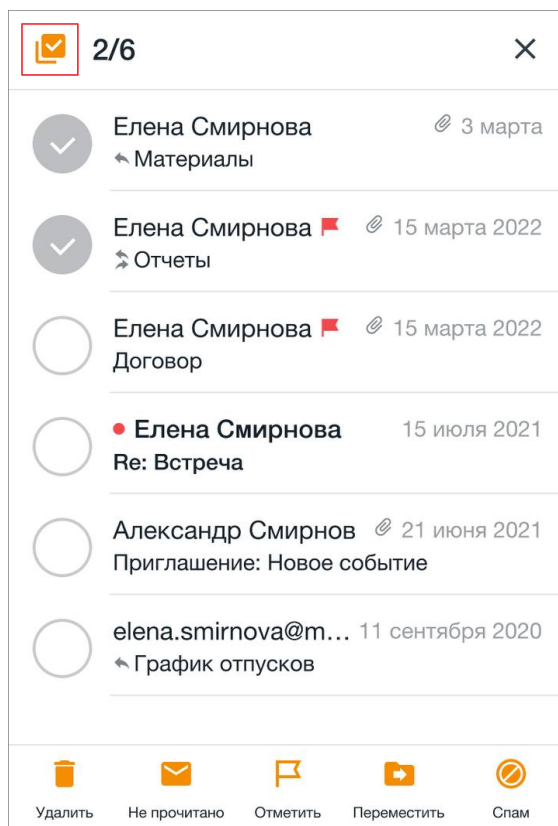 2/6
Елена Смирнова 3 марта
Материалы
Елена Смирнова 15 марта 2022
Отчеты
Елена Смирнова 15 марта 2022
Договор
Елена Смирнова 15 июля 2021
Re: Встреча
Александр Смирнов 21 июня 2021
Приглашение: Новое событие
elena.smirnova@m... 11 сентября 2020
График отпусков
Удалить Не прочитано Отметить Переместить Спам